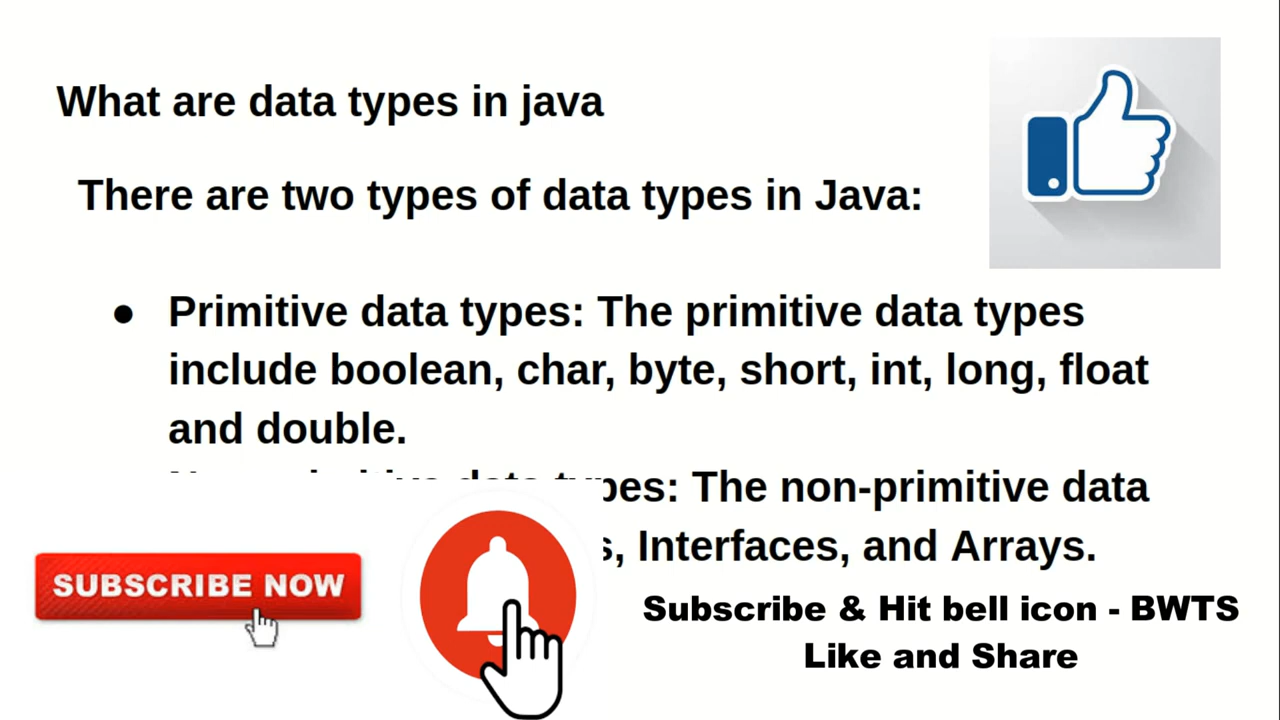 What are data types in java
There are two types of data types in Java:
● Primitive data types: The primitive data types
include boolean, char, byte, short, int, long, float
and double.
data types: The non-primitive data
Interfaces, and Arrays.
SUBSCRIBE NOW
Subscribe & Hit bell icon - BWTS
Like and Share